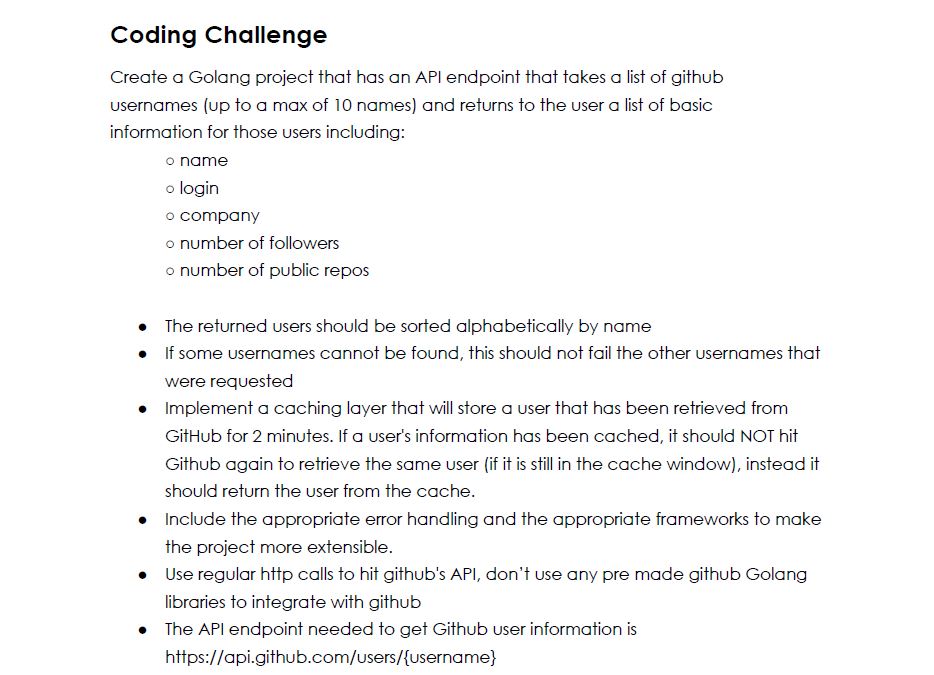 Coding Challenge
Create a Golang project that has an API endpoint that takes a list of github
usernames (up to a max of 10 names) and returns to the user a list of basic
information for those users including:
○ name
○ login
○ company
○ number of followers
○ number of public repos
● The returned users should be sorted alphabetically by name
● If some usernames cannot be found, this should not fail the other usernames that
were requested
● Implement a caching layer that will store a user that has been retrieved from
GitHub for 2 minutes. If a user's information has been cached, it should NOT hit
Github again to retrieve the same user (if it is still in the cache window), instead it
should return the user from the cache.
● Include the appropriate error handling and the appropriate frameworks to make
the project more extensible.
● Use regular http calls to hit github's API, don’t use any pre made github Golang
libraries to integrate with github
● The API endpoint needed to get Github user information is
https://api.github.com/users/{username}